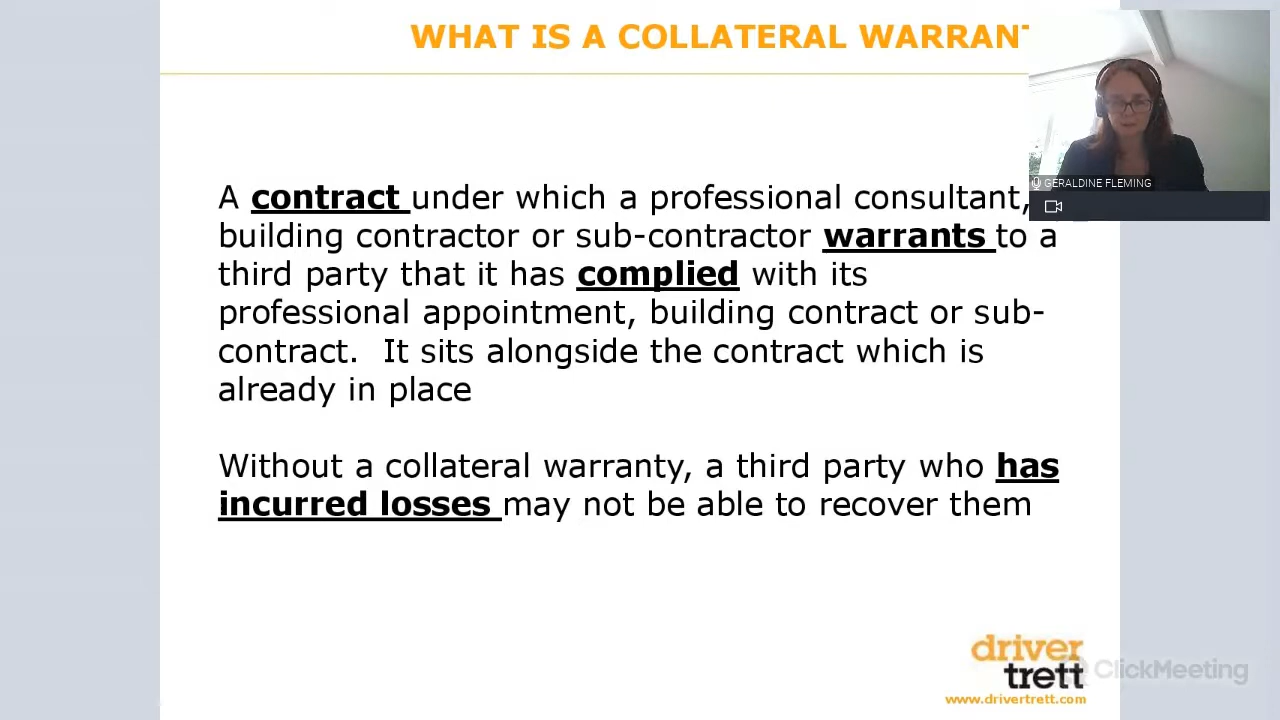 WHAT IS A COLLATERAL WARRANT
GERALDINE FLEMING
A contract under which a professional consultant,
building contractor or sub-contractor warrants to a
third party that it has complied with its
professional appointment, building contract or sub-
contract. It sits alongside the contract which is
already in place
Without a collateral warranty, a third party who has
incurred losses may not be able to recover them
driver
trett
ClickMeeting
www.drivertrett.com